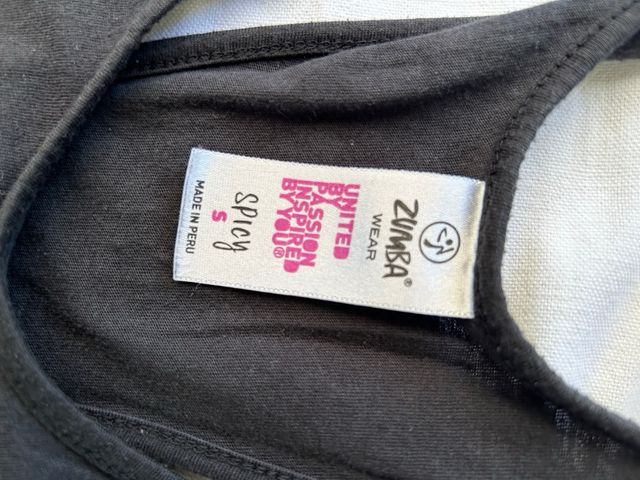 ZUMBA®
WEAR
UNITED
BY
PASSION
INSPIRED
BY YOU®
SPICY
S
MADE IN PERU